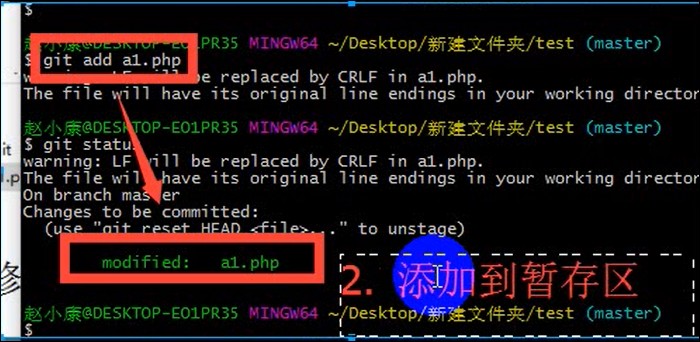 $
赵小康@DESKTOP-EO1PR35 MINGW64 ~/Desktop/新建文件夹/test (master)
$ git add a1.php
warning: LF will be replaced by CRLF in a1.php.
The file will have its original line endings in your working director
赵小康@DESKTOP-EO1PR35 MINGW64 ~/Desktop/新建文件夹/test (master)
$ git status
warning: LF will be replaced by CRLF in a1.php.
The file will have its original line endings in your working director
On branch master
Changes to be committed:
(use "git reset HEAD <file>..." to unstage)
modified: a1.php
2. 添加到暂存区
赵小康@DESKTOP-EO1PR35 MINGW64 ~/Desktop/新建文件夹/test (master)
$
it
1.p
修